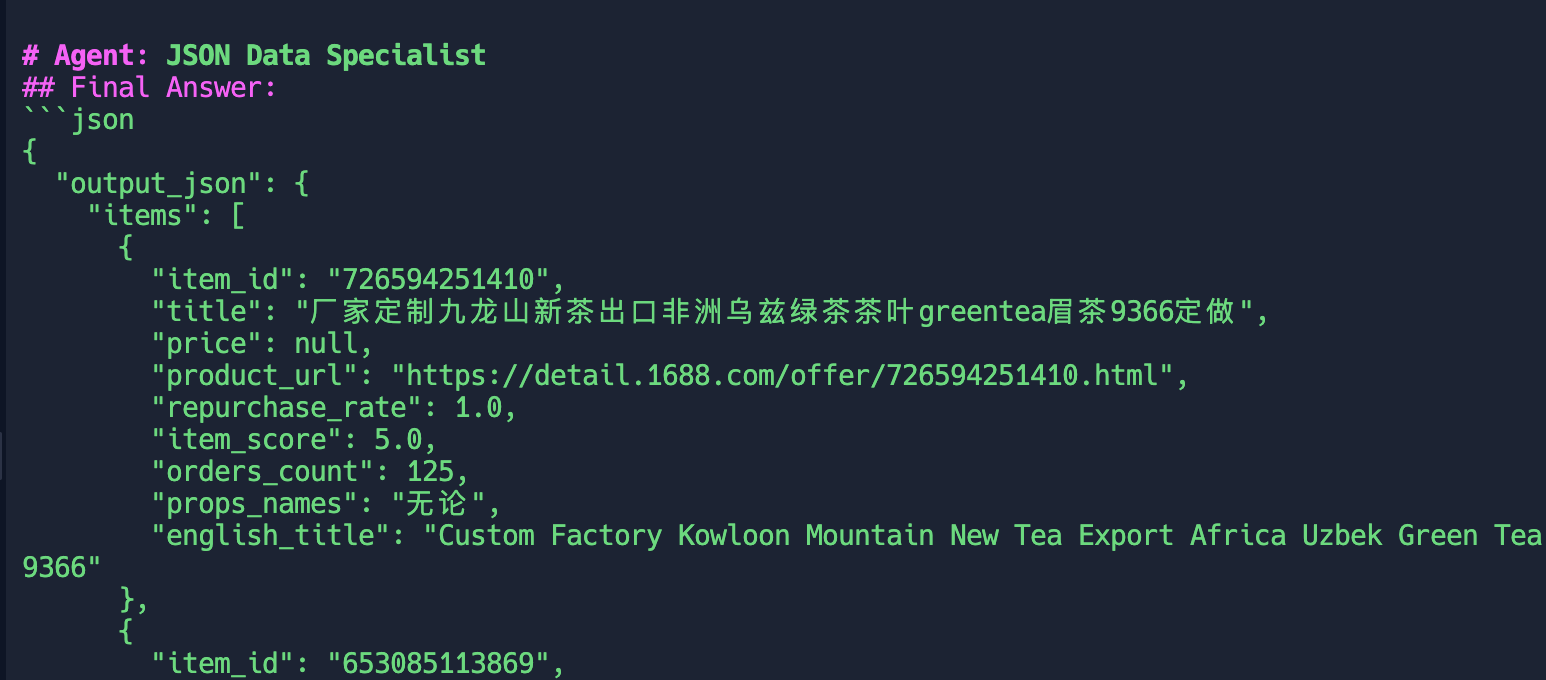 # Agent: JSON Data Specialist
## Final Answer:
```json
{
  "output_json": {
    "items": [
      {
        "item_id": "726594251410",
        "title": "厂家定制九龙山新茶出口非洲乌兹绿茶茶叶greentea眉茶9366定做",
        "price": null,
        "product_url": "https://detail.1688.com/offer/726594251410.html",
        "repurchase_rate": 1.0,
        "item_score": 5.0,
        "orders_count": 125,
        "props_names": "无论",
        "english_title": "Custom Factory Kowloon Mountain New Tea Export Africa Uzbek Green Tea
9366"
      },
      {
        "item_id": "653085113869",